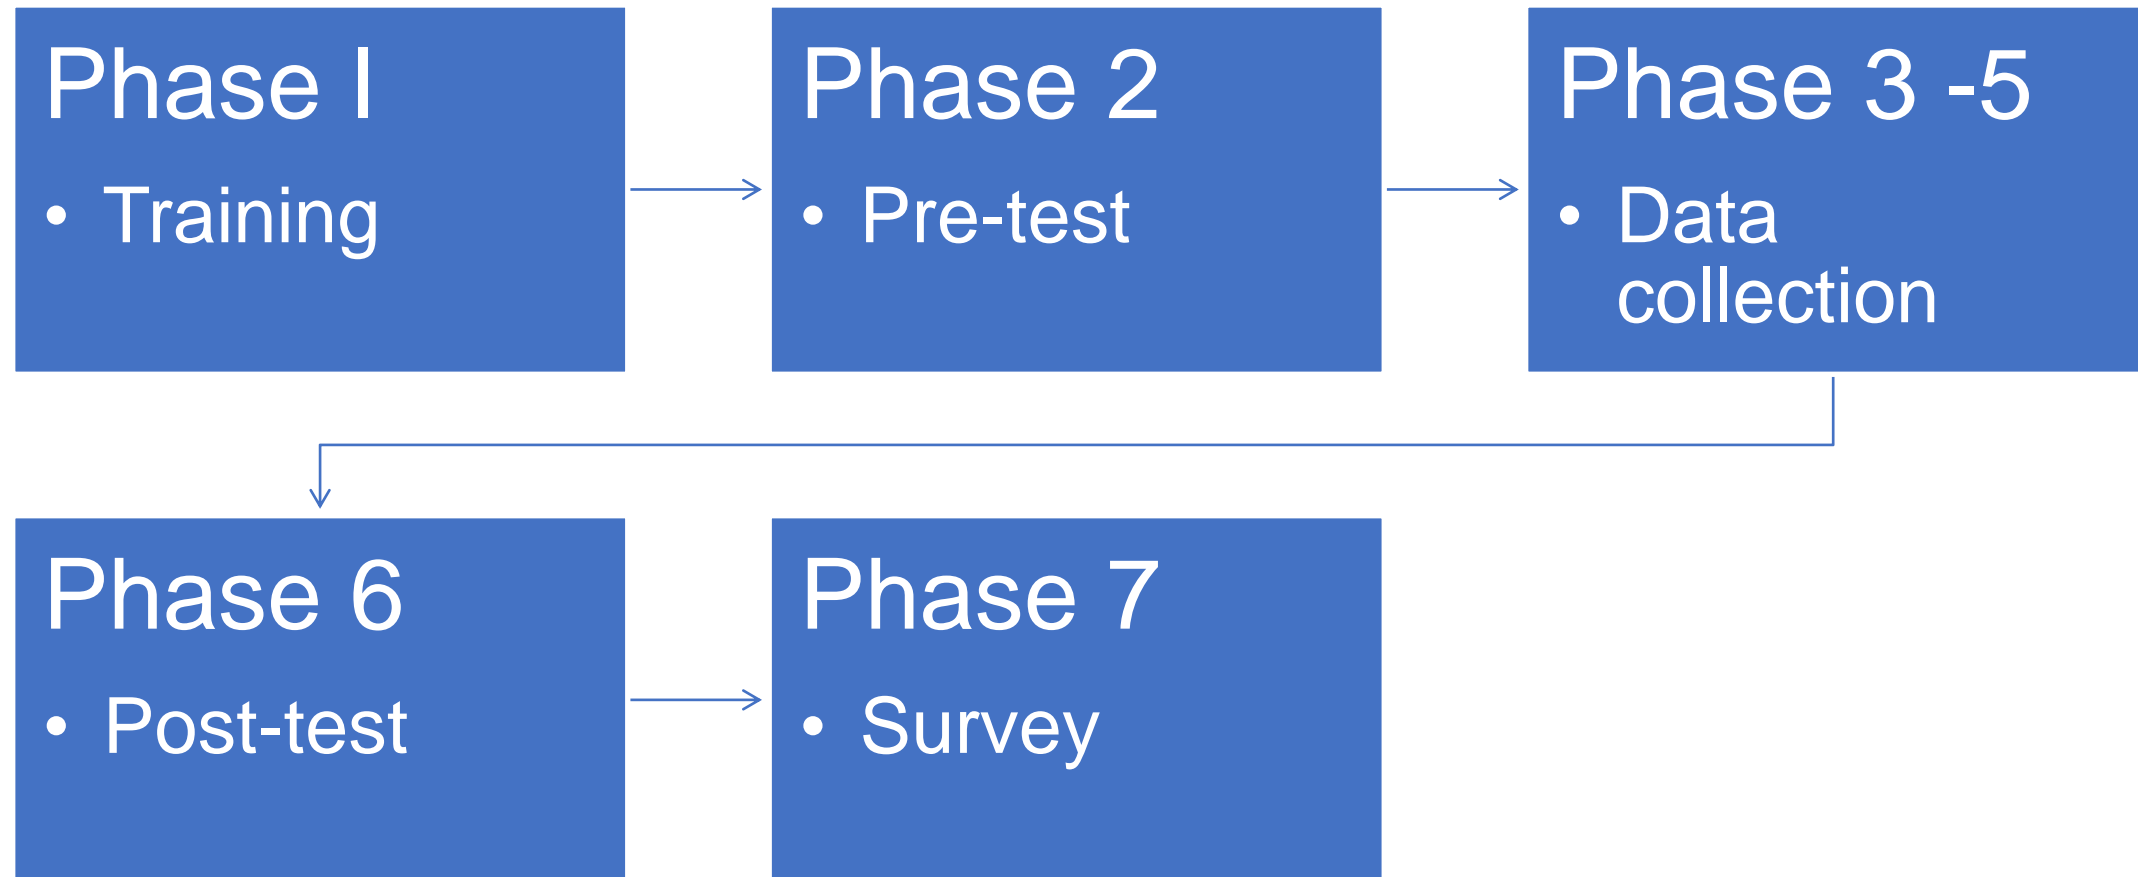 Phase I
• Training
Phase 2
• Pre-test
Phase 3 -5
• Data
collection
Phase 6
• Post-test
Phase 7
• Survey